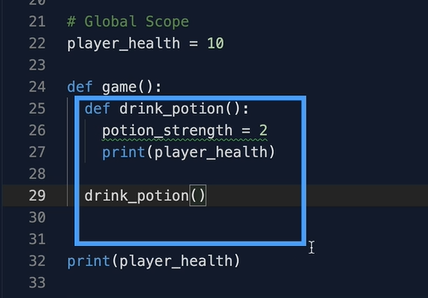 20
21 # Global Scope
22 player_health = 10
23
24 def game():
25   def drink_potion():
26     potion_strength = 2
27     print(player_health)
28
29   drink_potion()
30
31
32 print(player_health)
33